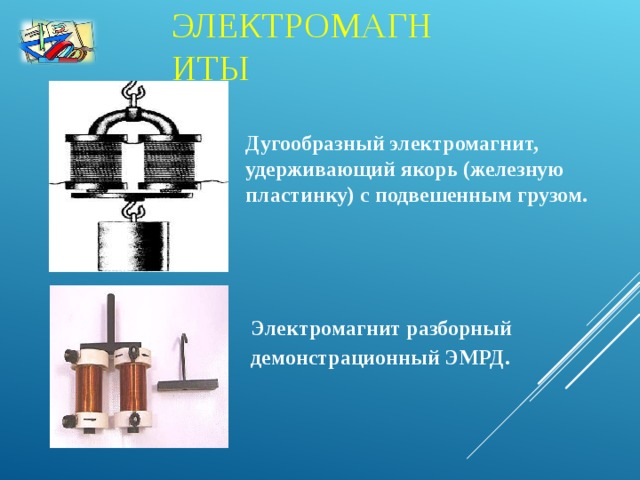 ЭЛЕКТРОМАГН
ИТЫ
Дугообразный электромагнит,
удерживающий якорь (железную
пластинку) с подвешенным грузом.
Электромагнит разборный
демонстрационный ЭМРД.